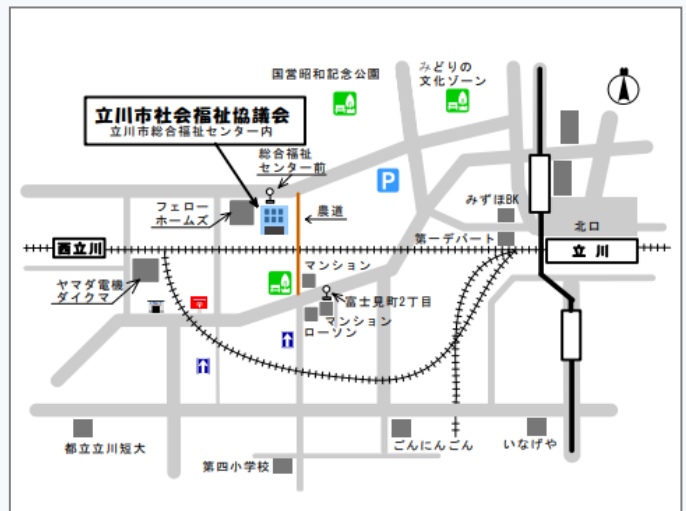 国営昭和記念公園
みどりの
文化ゾーン
立川市社会福祉協議会
立川市総合福祉センター内
総合福祉
センター前
P
フェロー
ホームズ
農道
みずほBK
北口
第一デパート
西立川
立川
ヤマダ電機
ダイクマ
マンション
富士見町2丁目
マンション
ローソン
都立立川短大
第四小学校
ごんにんごん
いなげや